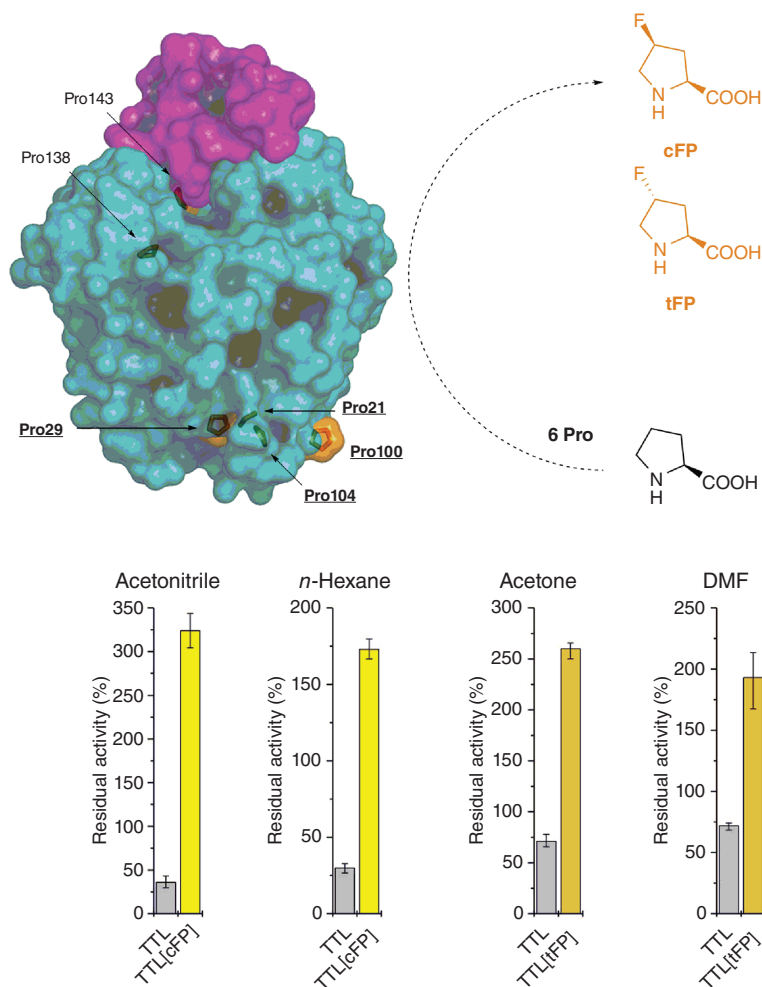 Pro143
Pro138
Pro29
Pro21
Pro100
Pro104
F
N
H
COOH
cFP
F
N
H
COOH
tFP
6 Pro
N
H
COOH
Acetonitrile
350
300
250
200
150
100
50
0
Residual activity (%)
TTL
TTL[cFP]
n-Hexane
200
150
100
50
0
Residual activity (%)
TTL
TTL[cFP]
Acetone
300
250
200
150
100
50
0
Residual activity (%)
TTL
TTL[tFP]
DMF
250
200
150
100
50
0
Residual activity (%)
TTL
TTL[tFP]